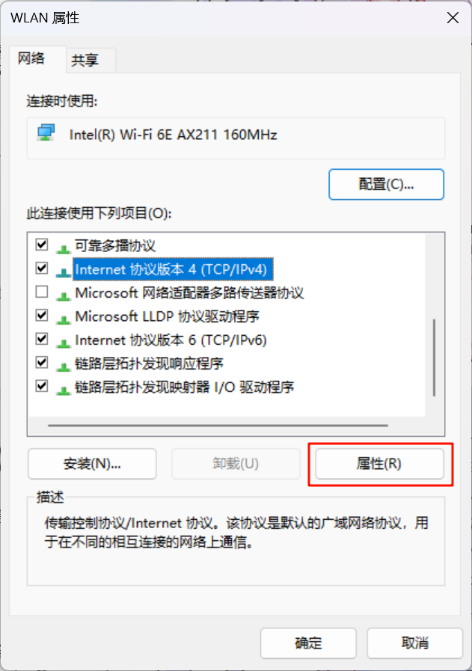 WLAN 属性
网络
共享
连接时使用:
Intel(R) Wi-Fi 6E AX211 160MHz
配置(C)...
此连接使用下列项目(O):
可靠多播协议
Internet 协议版本 4 (TCP/IPv4)
Microsoft 网络适配器多路传送器协议
Microsoft LLDP 协议驱动程序
Internet 协议版本 6 (TCP/IPv6)
链路层拓扑发现响应程序
链路层拓扑发现映射器 I/O 驱动程序
安装(N)...
卸载(U)
属性(R)
描述
传输控制协议/Internet 协议。该协议是默认的广域网络协议，用
于在不同的相互连接的网络上通信。
确定
取消